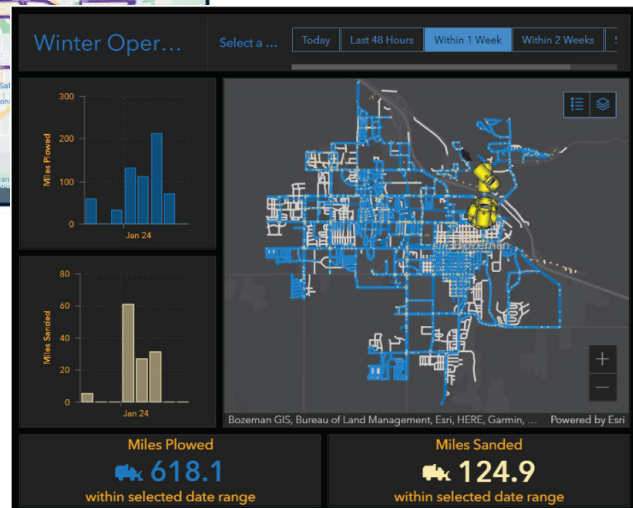 Winter Oper...
Select a ...
Today
Last 48 Hours
Within 1 Week
Within 2 Weeks
300
200
100
0
Miles Plowed
Jan 24
80
60
40
20
0
Miles Sanded
Jan 24
Bozeman
+
−
Bozeman GIS, Bureau of Land Management, Esri, HERE, Garmin, ...
Powered by Esri
Miles Plowed
618.1
within selected date range
Miles Sanded
124.9
within selected date range